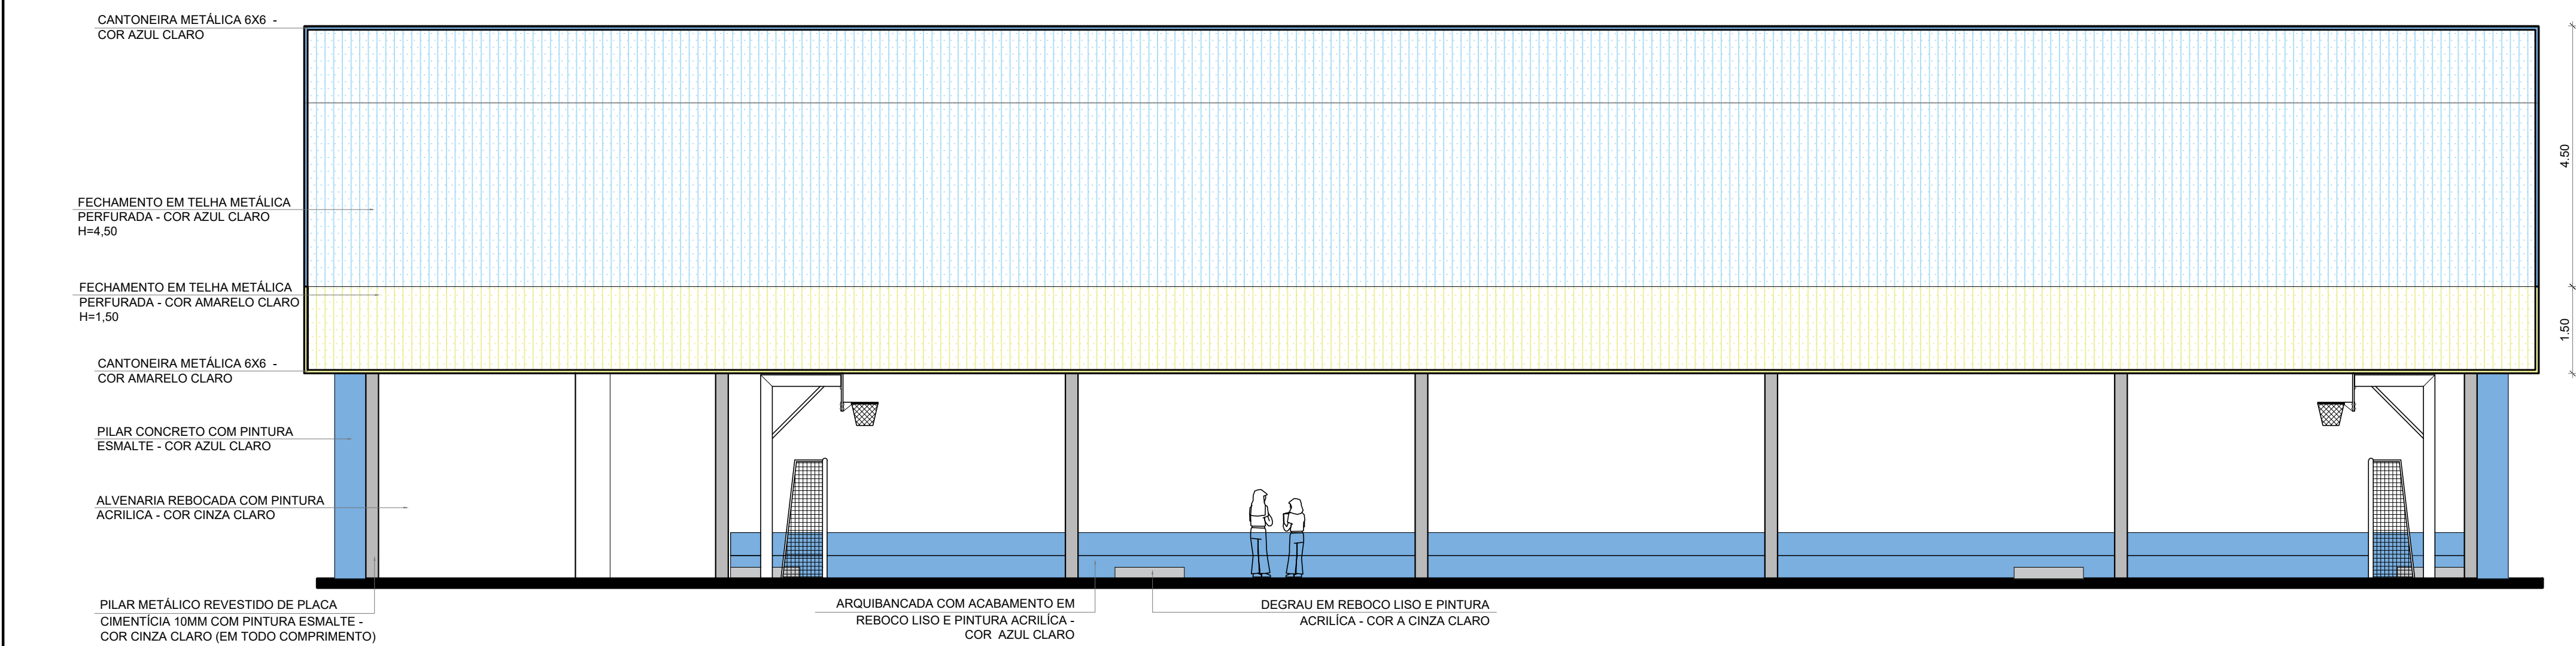 CANTONEIRA METÁLICA 6X6 -
COR AZUL CLARO
FECHAMENTO EM TELHA METÁLICA
PERFURADA - COR AZUL CLARO
H=4,50
FECHAMENTO EM TELHA METÁLICA
PERFURADA - COR AMARELO CLARO
H=1,50
CANTONEIRA METÁLICA 6X6 -
COR AMARELO CLARO
PILAR CONCRETO COM PINTURA
ESMALTE - COR AZUL CLARO
ALVENARIA REBOCADA COM PINTURA
ACRILICA - COR CINZA CLARO
PILAR METÁLICO REVESTIDO DE PLACA
CIMENTÍCIA 10MM COM PINTURA ESMALTE -
COR CINZA CLARO (EM TODO COMPRIMENTO)
ARQUIBANCADA COM ACABAMENTO EM
REBOCO LISO E PINTURA ACRILÍCA -
COR AZUL CLARO
DEGRAU EM REBOCO LISO E PINTURA
ACRILÍCA - COR A CINZA CLARO
4.50
1.50